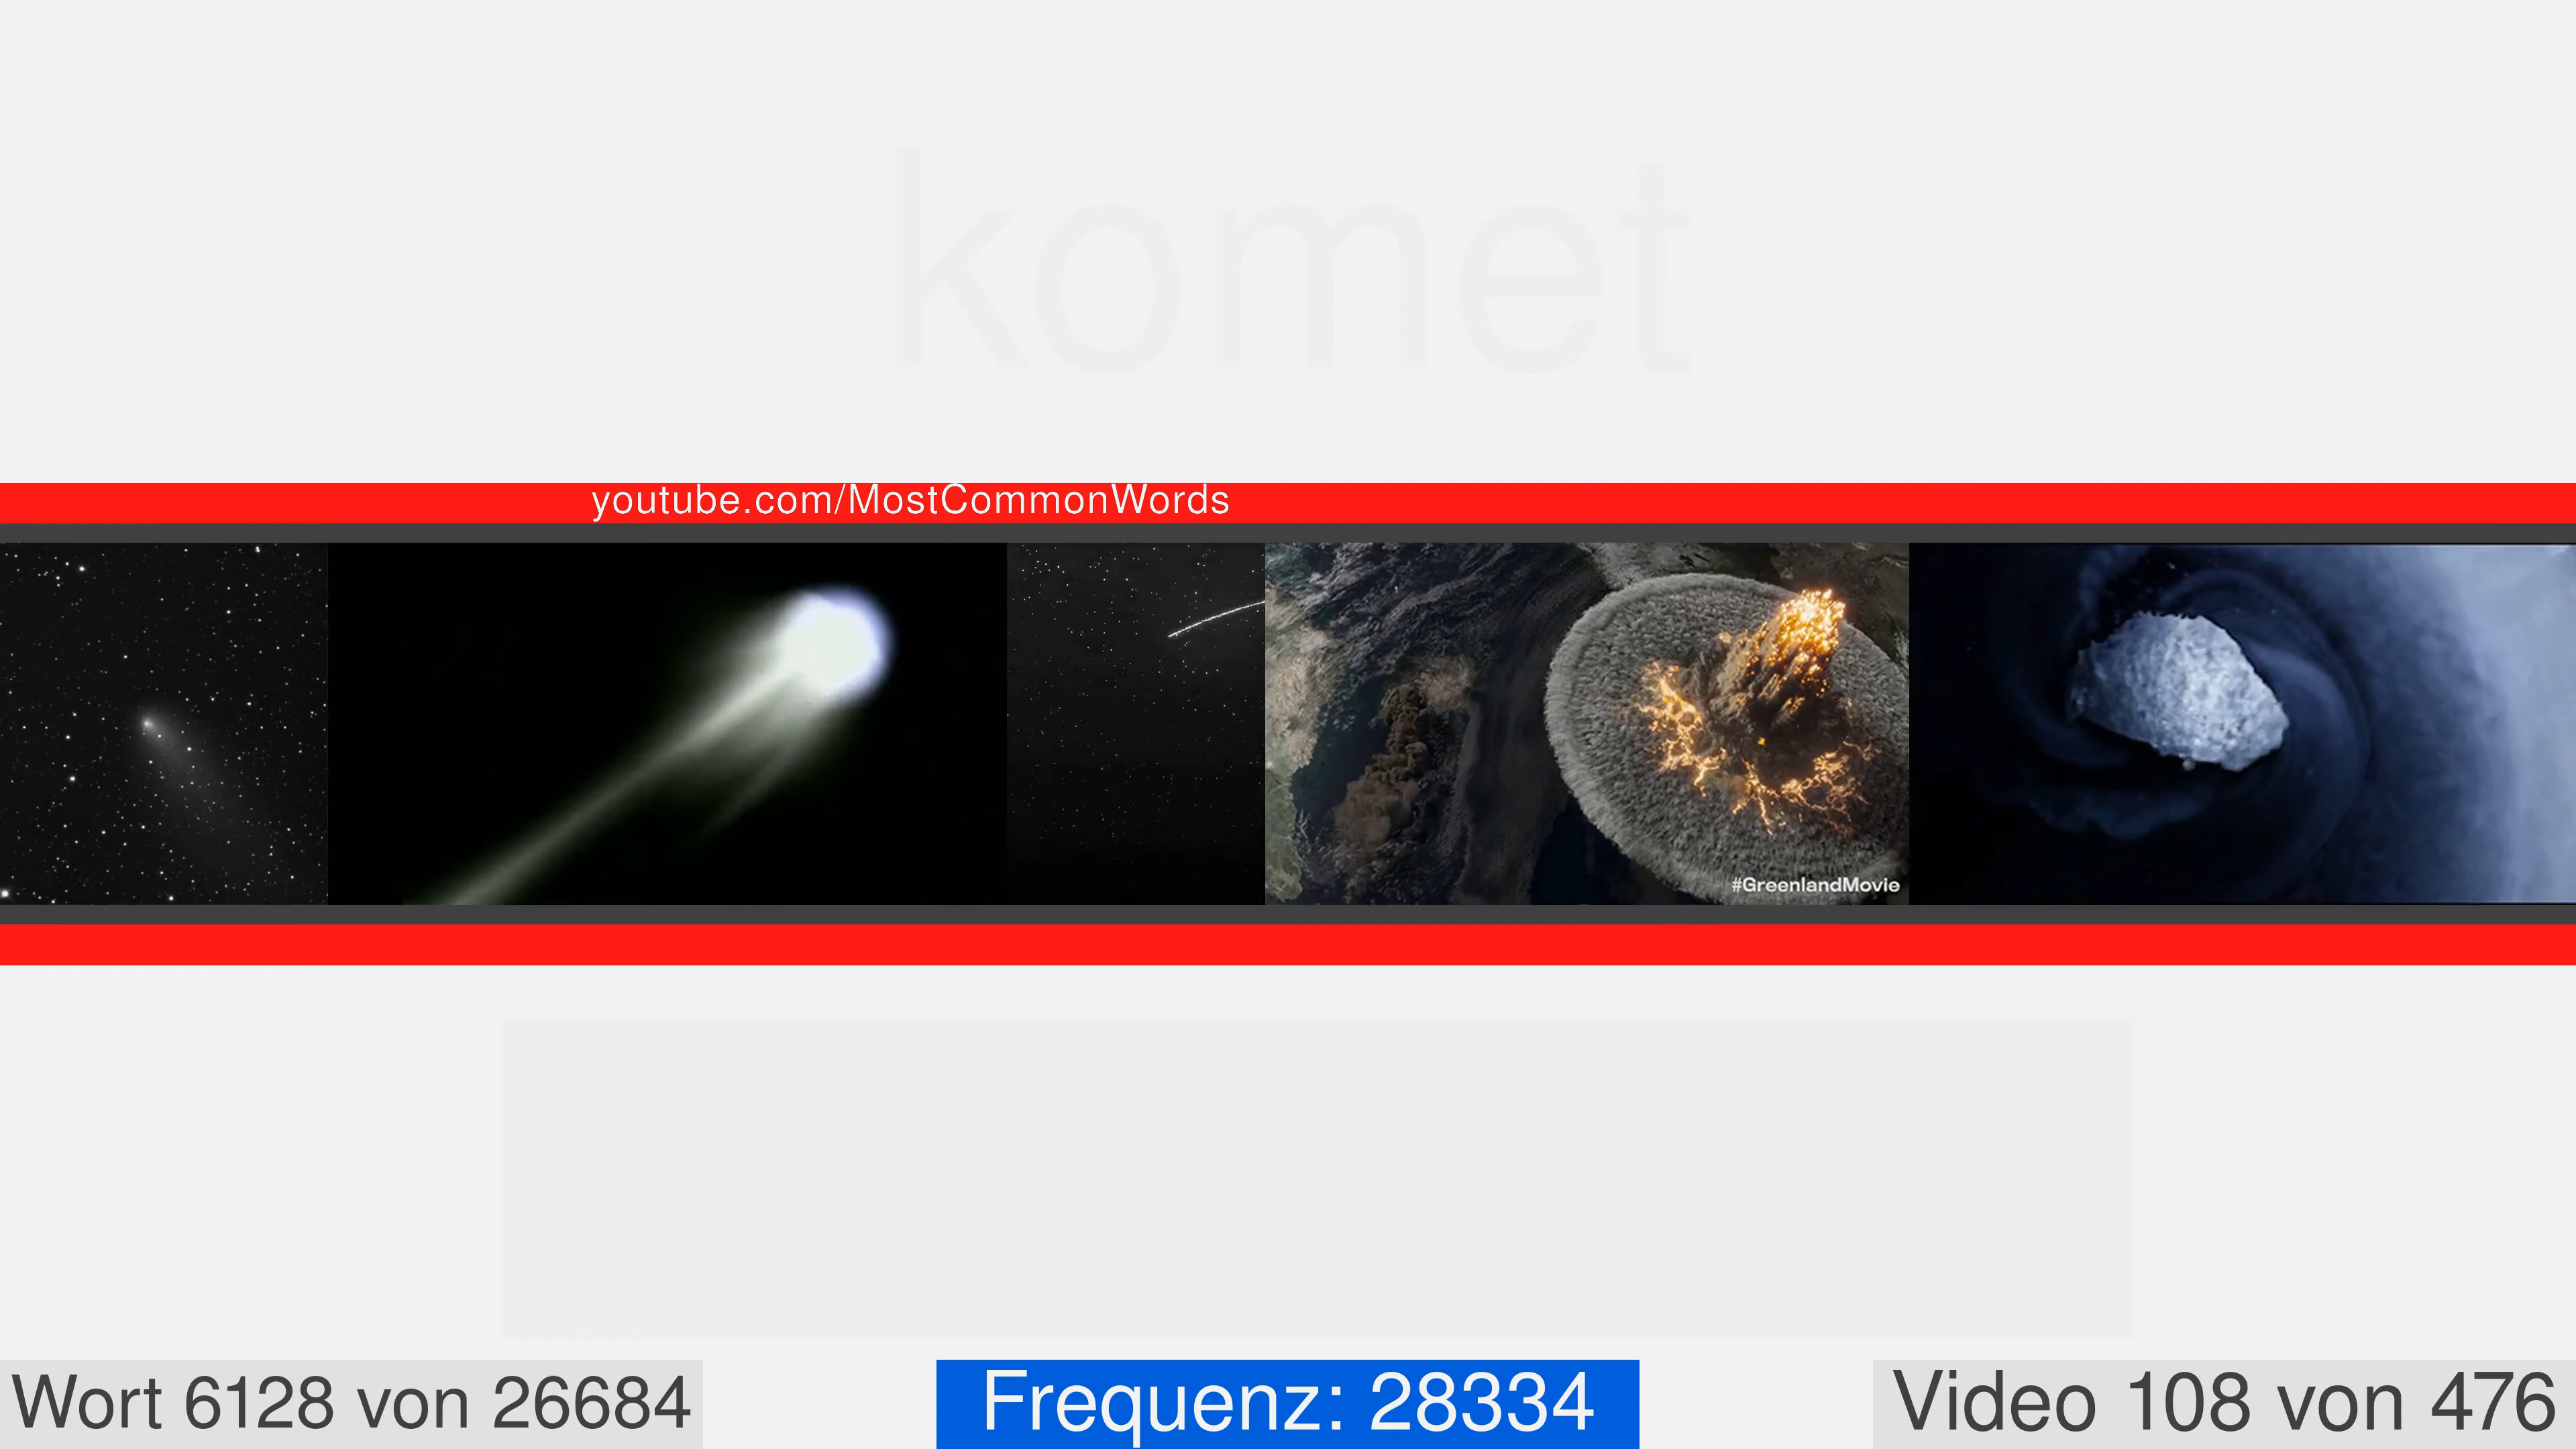 komet
youtube.com/MostCommonWords
#GreenlandMovie
Wort 6128 von 26684
Frequenz: 28334
Video 108 von 476